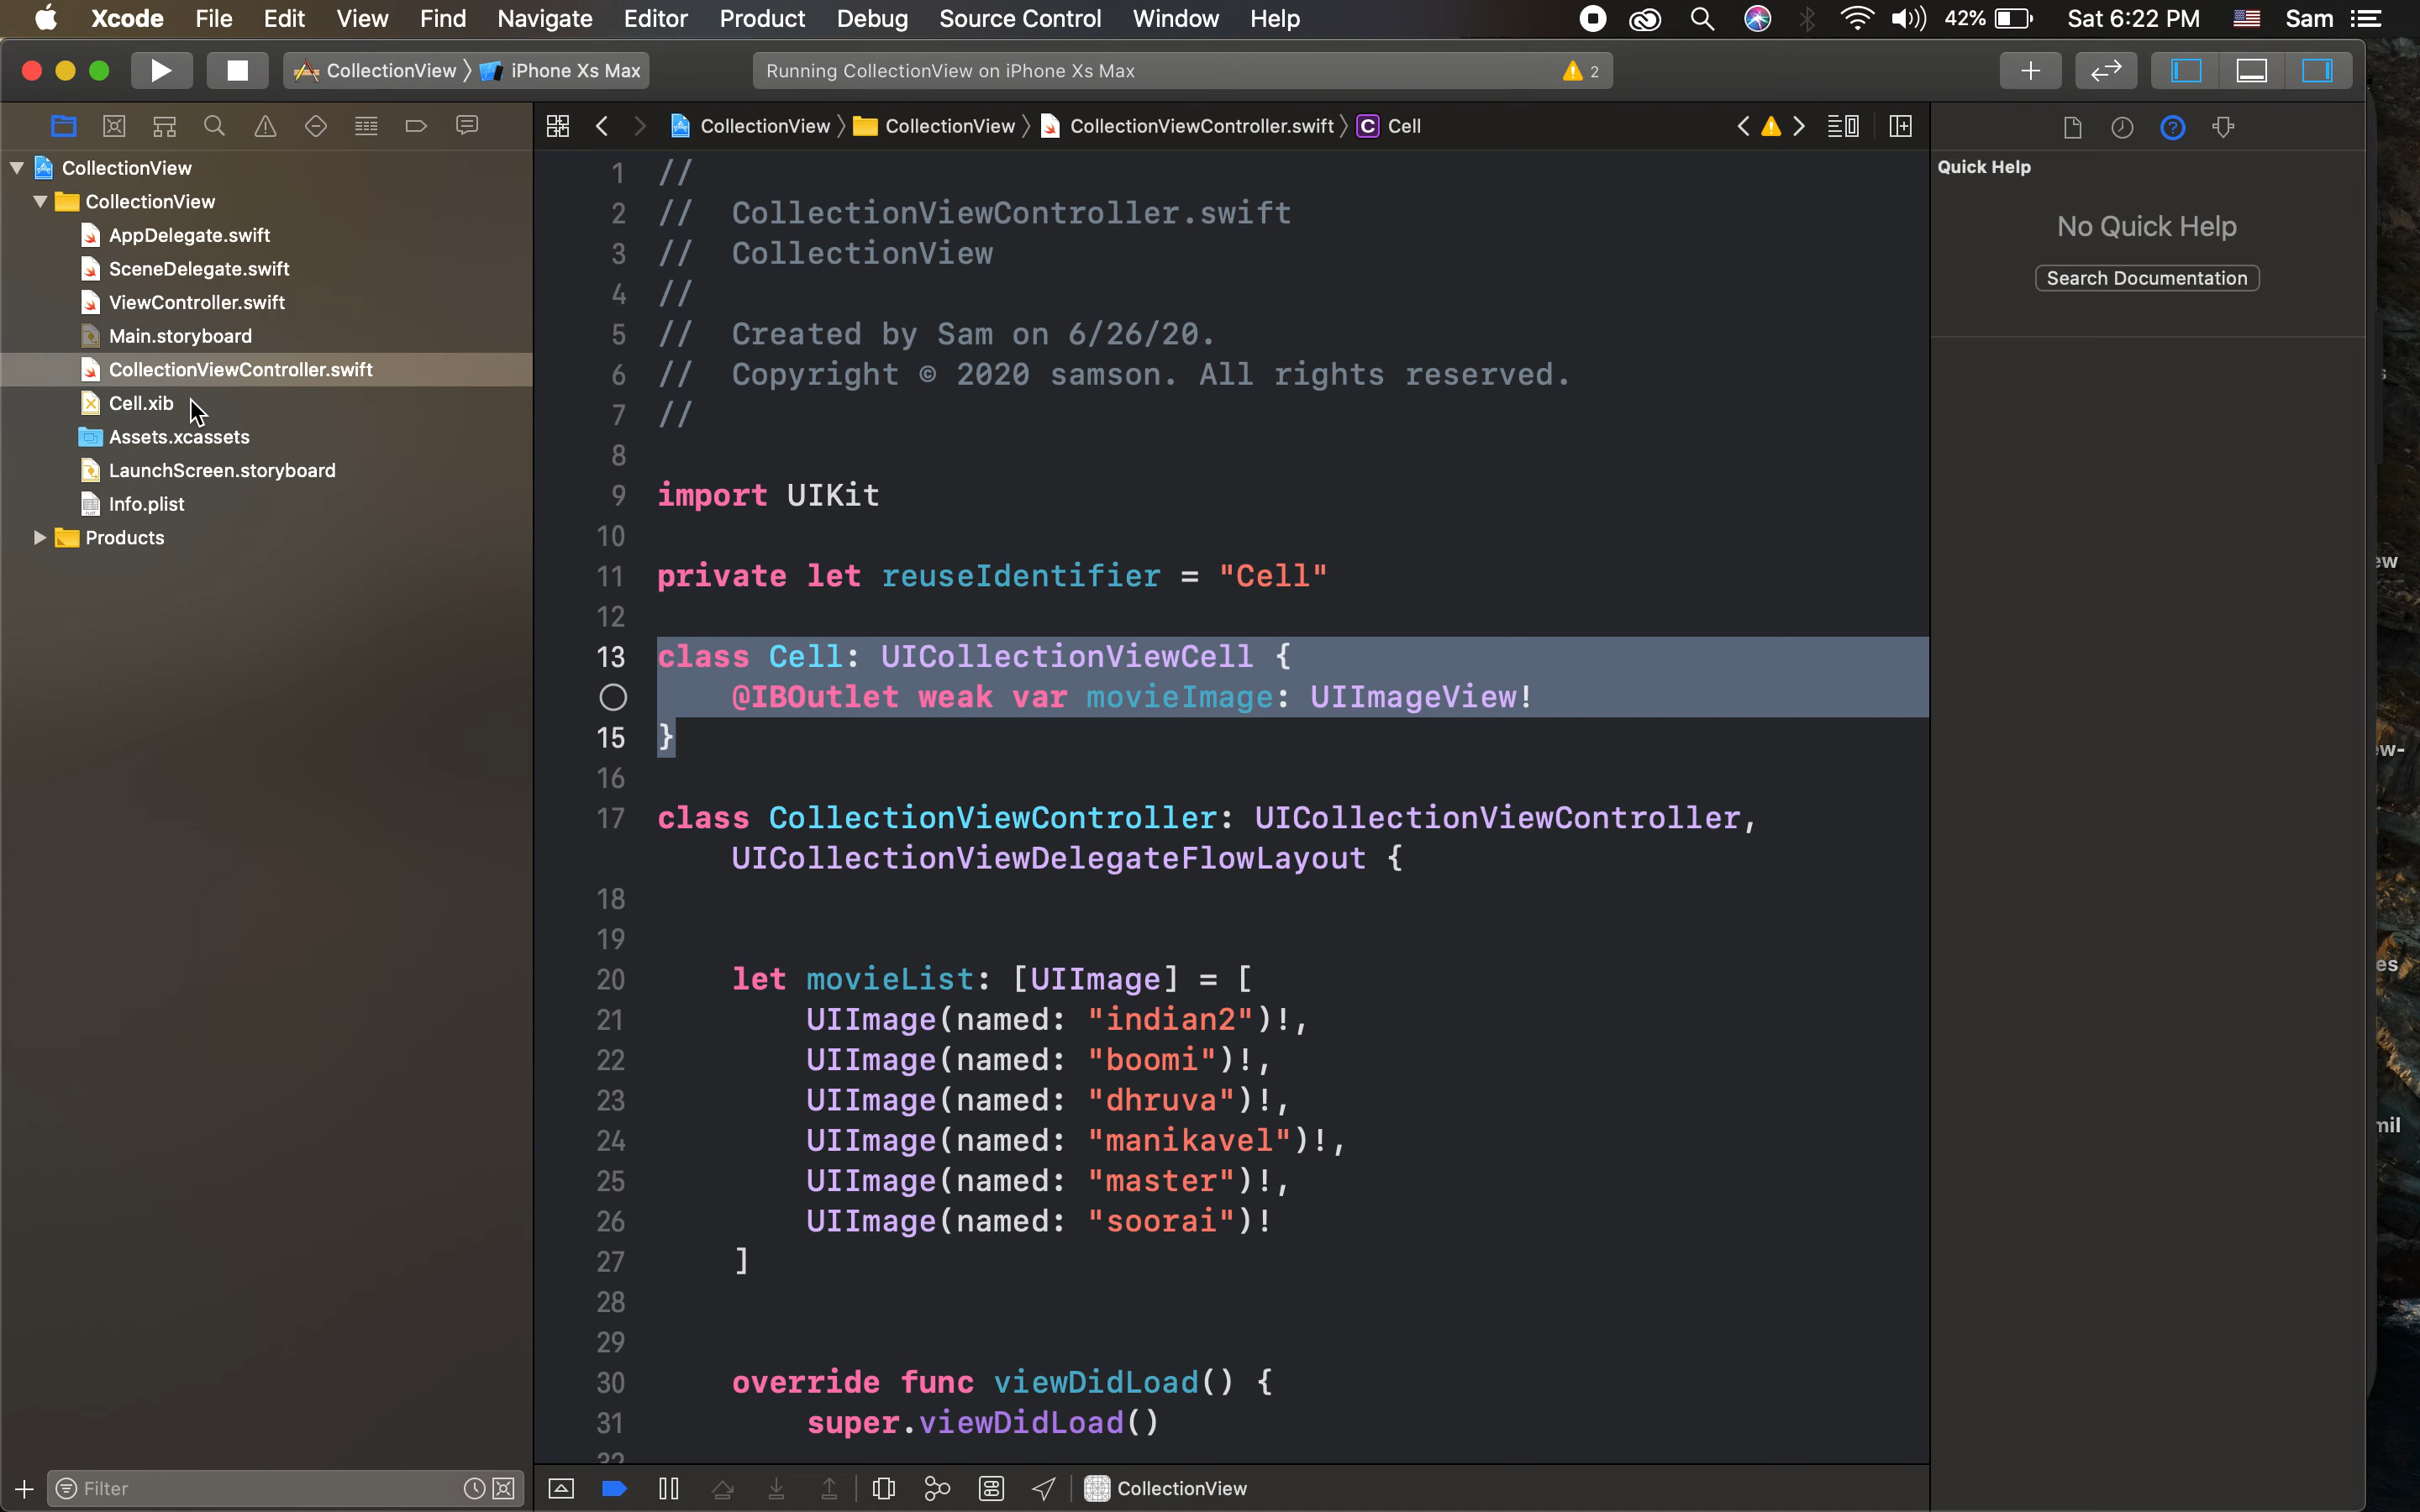 Xcode File Edit View Find Navigate Editor Product Debug Source Control Window Help 42% Sat 6:22 PM Sam
CollectionView iPhone Xs Max Running CollectionView on iPhone Xs Max 2
CollectionView CollectionView CollectionViewController.swift C Cell
CollectionView
CollectionView
AppDelegate.swift
SceneDelegate.swift
ViewController.swift
Main.storyboard
CollectionViewController.swift
Cell.xib
Assets.xcassets
LaunchScreen.storyboard
Info.plist
Products
Filter
1 //
2 // CollectionViewController.swift
3 // CollectionView
4 //
5 // Created by Sam on 6/26/20.
6 // Copyright © 2020 samson. All rights reserved.
7 //
8
9 import UIKit
10
11 private let reuseIdentifier = "Cell"
12
13 class Cell: UICollectionViewCell {
@IBOutlet weak var movieImage: UIImageView!
15 }
16
17 class CollectionViewController: UICollectionViewController,
UICollectionViewDelegateFlowLayout {
18
19
20 let movieList: [UIImage] = [
21 UIImage(named: "indian2")!,
22 UIImage(named: "boomi")!,
23 UIImage(named: "dhruva")!,
24 UIImage(named: "manikavel")!,
25 UIImage(named: "master")!,
26 UIImage(named: "soorai")!
27 ]
28
29
30 override func viewDidLoad() {
31 super.viewDidLoad()
CollectionView
Quick Help
No Quick Help
Search Documentation